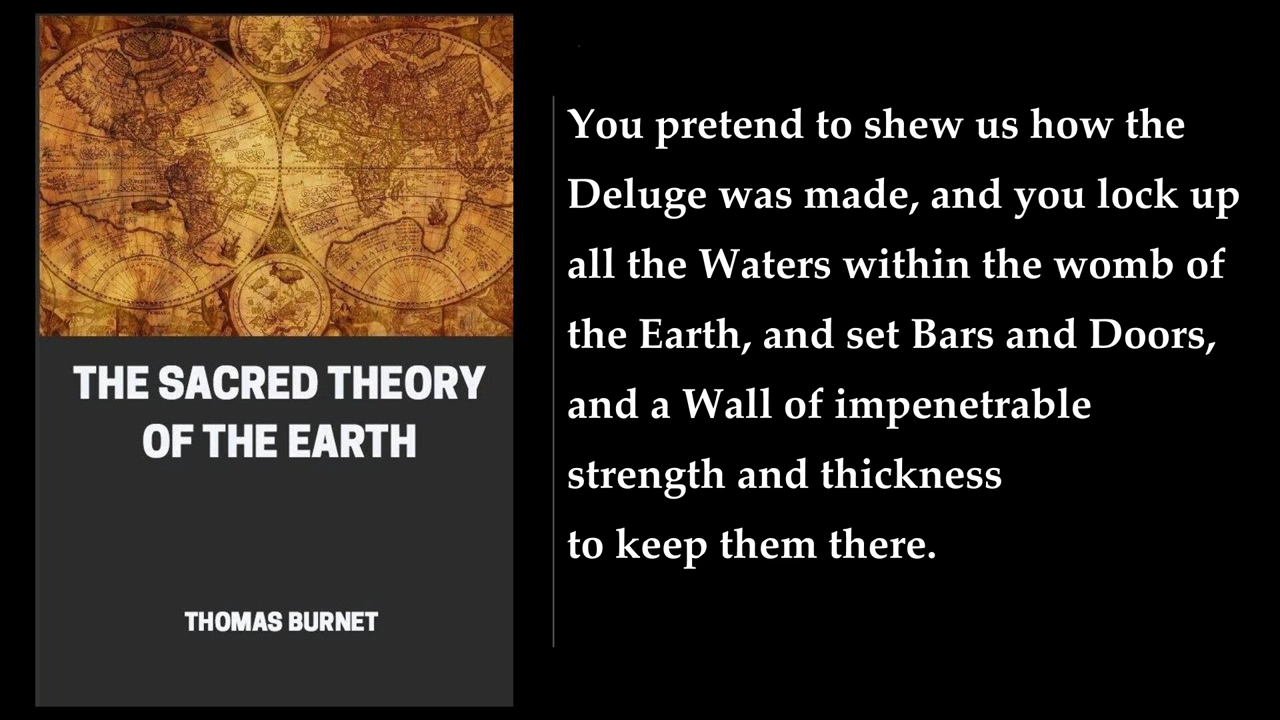 THE SACRED THEORY
OF THE EARTH
THOMAS BURNET
You pretend to shew us how the
Deluge was made, and you lock up
all the Waters within the womb of
the Earth, and set Bars and Doors,
and a Wall of impenetrable
strength and thickness
to keep them there.